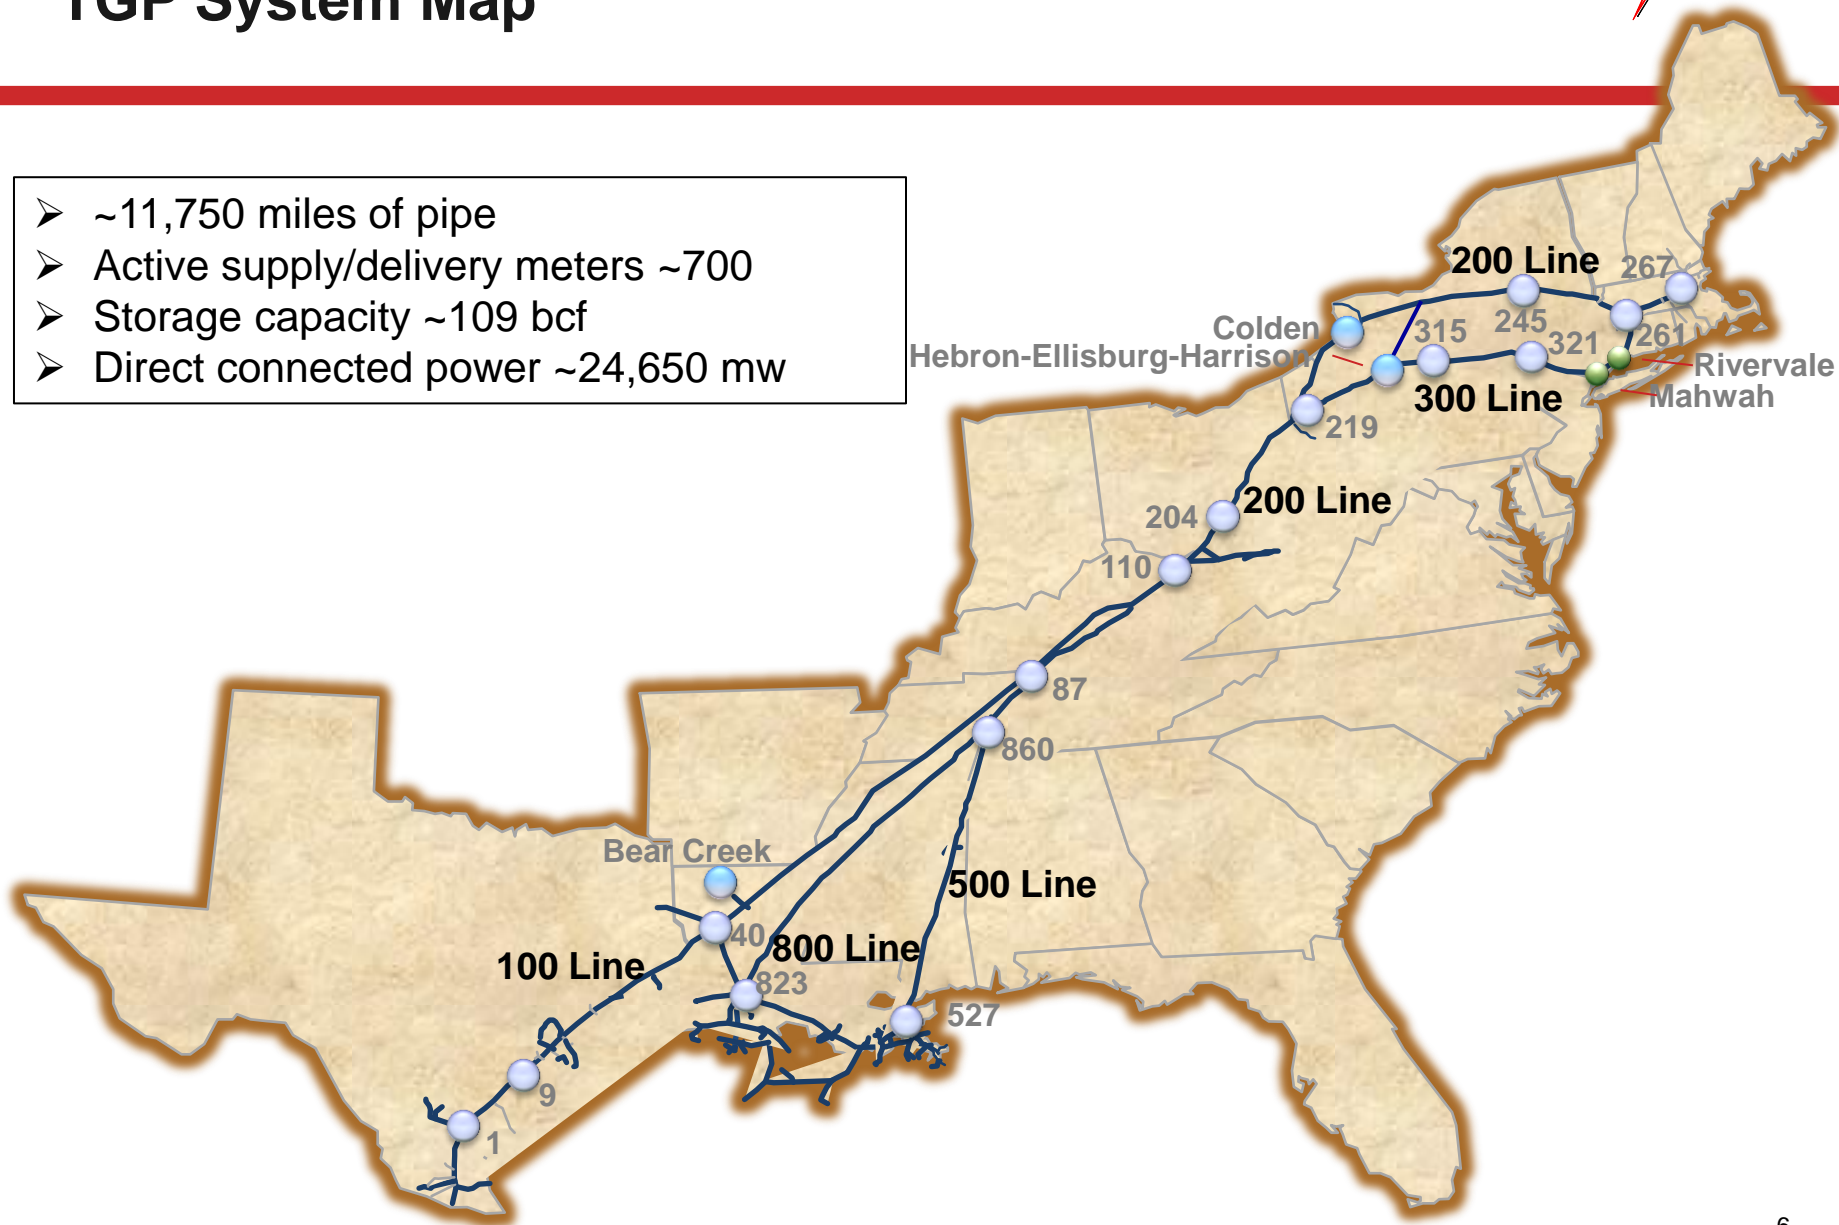 TGP System Map
➢ ~11,750 miles of pipe
➢ Active supply/delivery meters ~700
➢ Storage capacity ~109 bcf
➢ Direct connected power ~24,650 mw
200 Line
267
Colden
315
245
321
261
Hebron-Ellisburg-Harrison
Rivervale
Mahwah
300 Line
219
200 Line
204
110
87
860
Bear Creek
500 Line
40
800 Line
100 Line
823
527
9
1
6